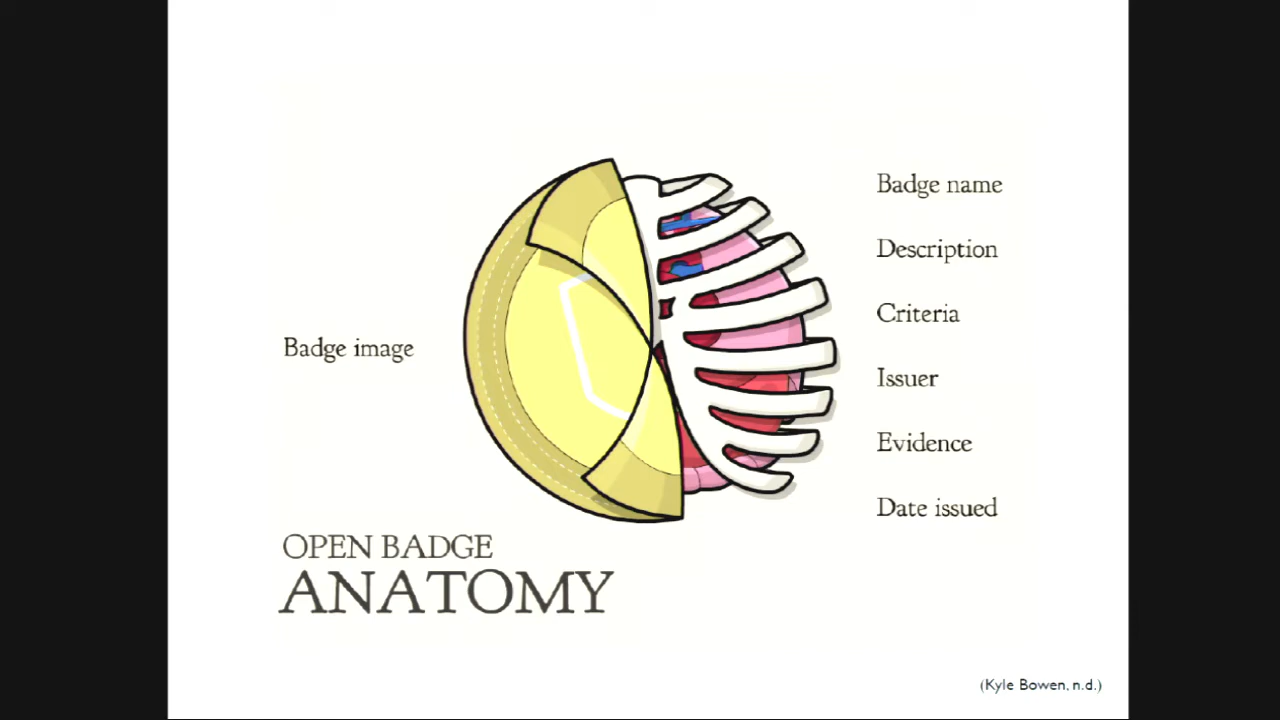 Badge name
Description
Criteria
Badge image
Issuer
Evidence
Date issued
OPEN BADGE
ANATOMY
(Kyle Bowen, n.d.)